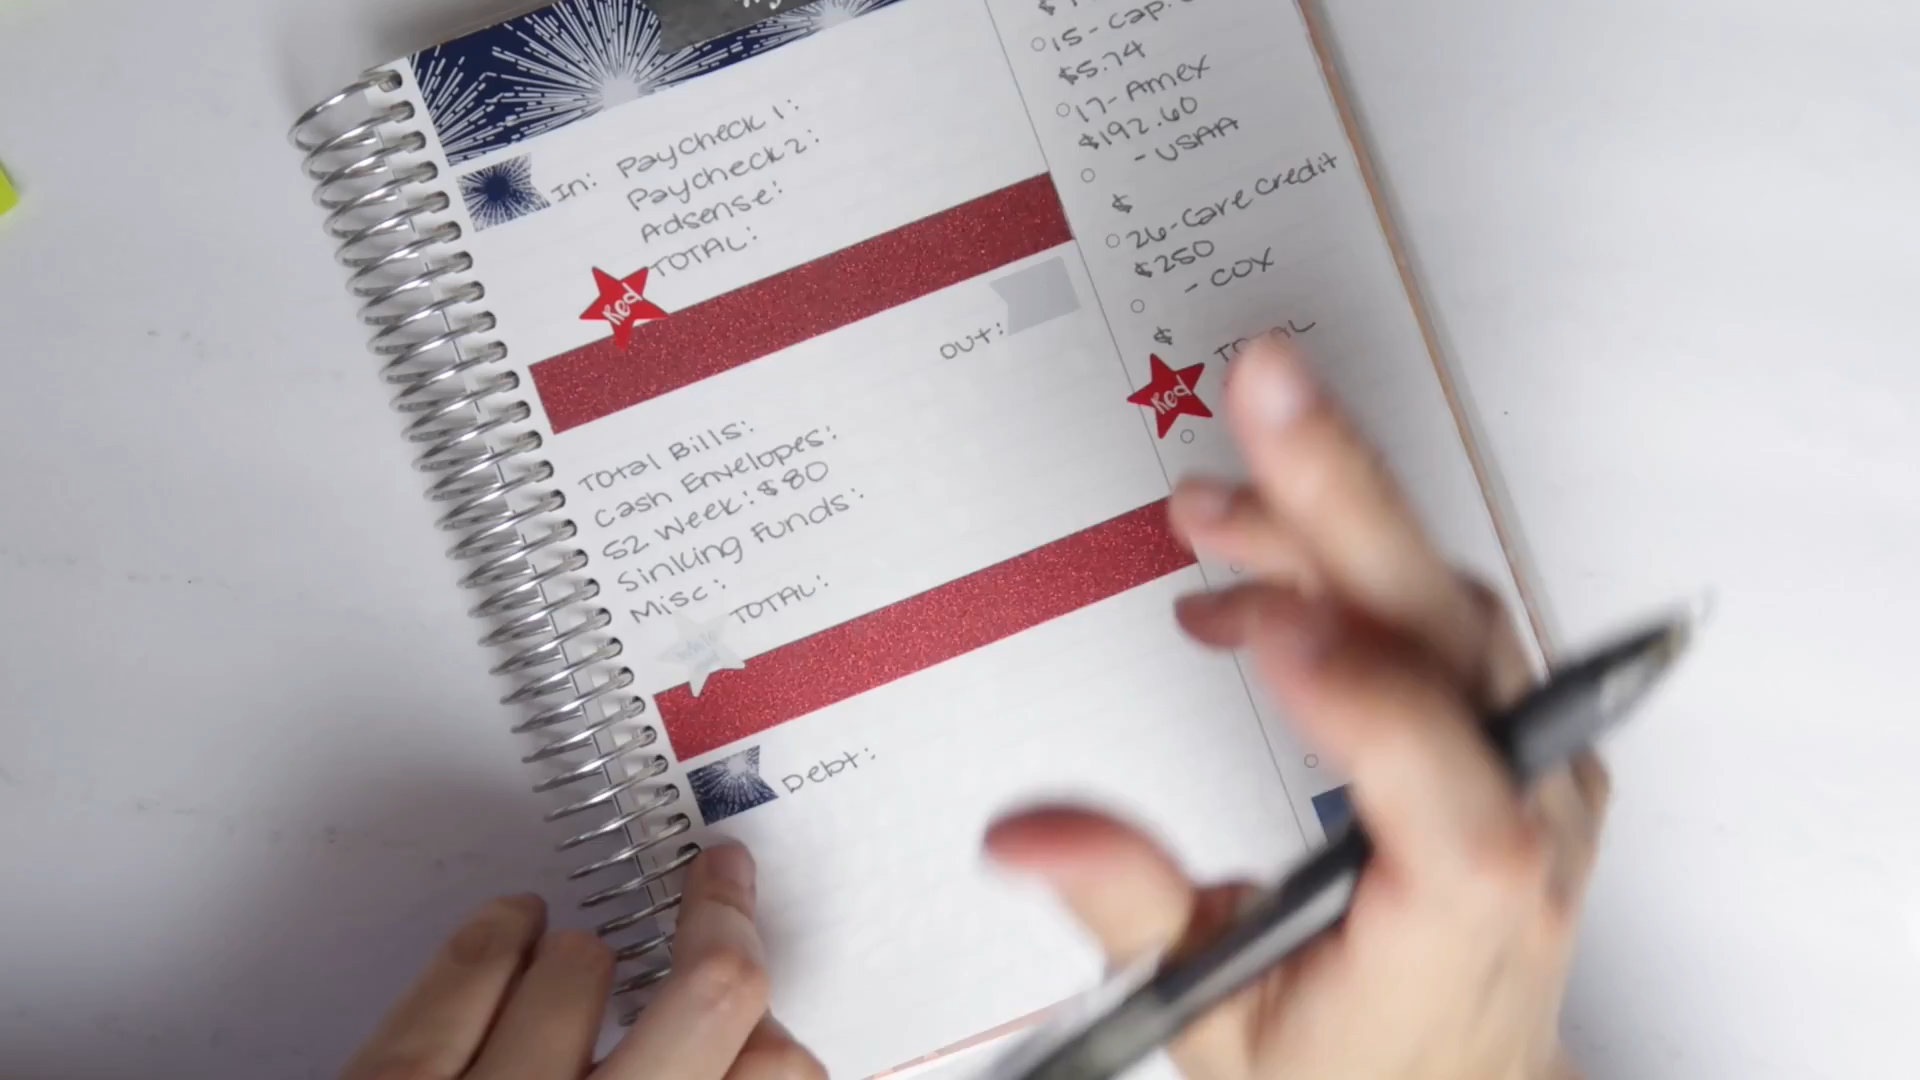 In: Paycheck 1:
Paycheck 2:
Adsense:
TOTAL:
Red
OUT:
Total Bills:
Cash Envelopes:
52 Week: $80
Sinking Funds:
Misc:
TOTAL:
Debt:
15 - Cap.
$5.74
17 - Amex
$192.60
- USAA
$
26 - Care Credit
$250
- COX
$
TOTAL
Red